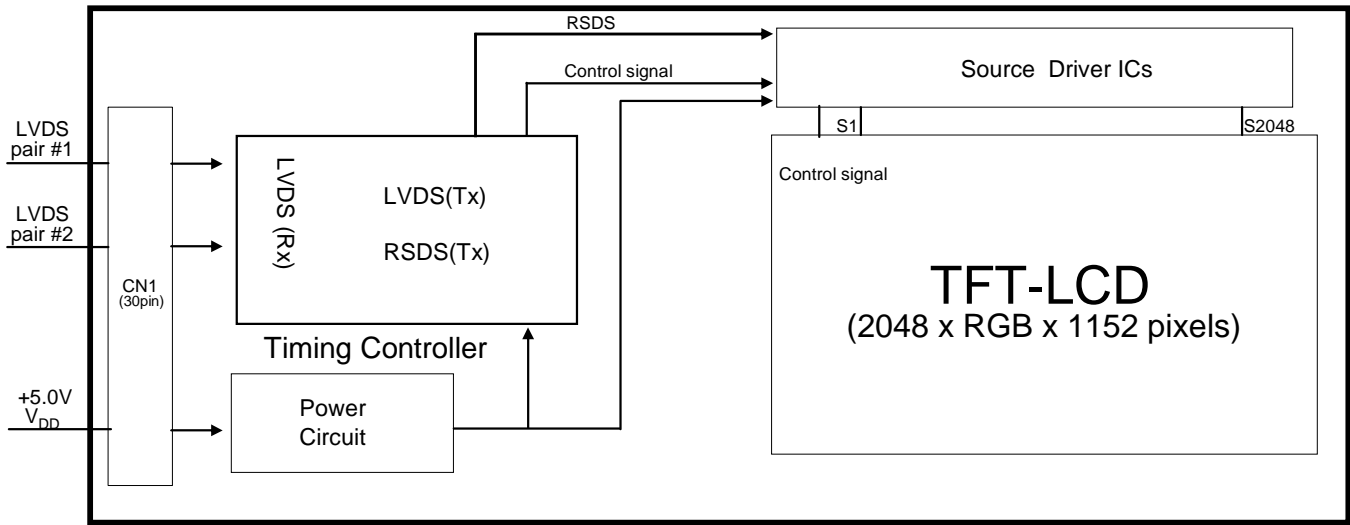 RSDS
Control signal
Source Driver ICs
S1
S2048
LVDS
pair #1
LVDS
pair #2
CN1
(30pin)
LVDS (Rx)
LVDS(Tx)
RSDS(Tx)
Timing Controller
Control signal
TFT-LCD
(2048 x RGB x 1152 pixels)
+5.0V
VDD
Power
Circuit